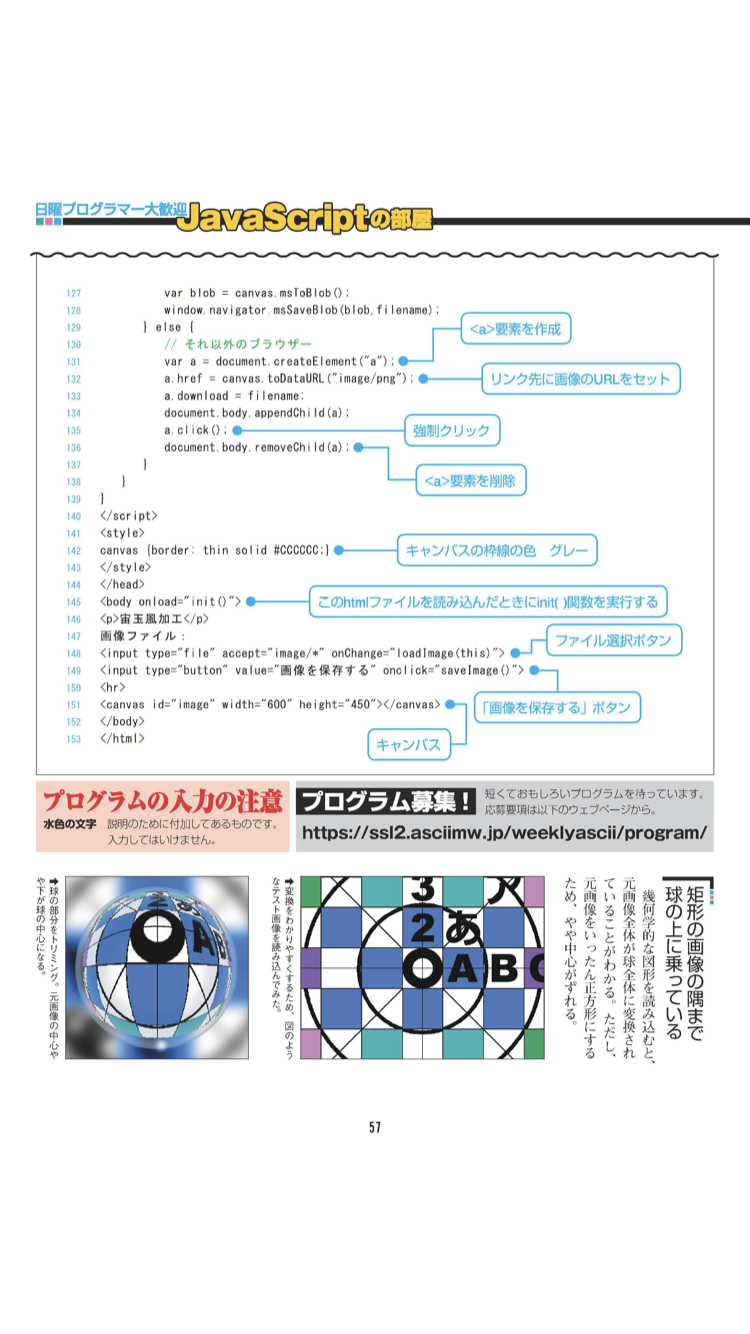 日曜プログラマー大歓迎
JavaScriptの部屋
127 var blob = canvas.msToBlob();
128 window.navigator.msSaveBlob(blob,filename);
129 } else {
130 // それ以外のブラウザー
<a>要素を作成
131 var a = document.createElement("a");
132 a.href = canvas.toDataURL("image/png");
リンク先に画像のURLをセット
133 a.download = filename;
134 document.body.appendChild(a);
135 a.click();
強制クリック
136 document.body.removeChild(a);
137 }
<a>要素を削除
138 }
139 }
140 </script>
141 <style>
142 canvas {border: thin solid #CCCCCC;}
キャンバスの枠線の色 グレー
143 </style>
144 </head>
145 <body onload="init()">
このhtmlファイルを読み込んだときにinit( )関数を実行する
146 <p>宙玉風加工</p>
147 画像ファイル:
148 <input type="file" accept="image/*" onChange="loadImage(this)">
ファイル選択ボタン
149 <input type="button" value="画像を保存する" onclick="saveImage()">
150 <hr>
151 <canvas id="image" width="600" height="450"></canvas>
「画像を保存する」ボタン
152 </body>
153 </html>
キャンバス
プログラムの入力の注意
水色の文字 説明のために付加してあるものです。
入力してはいけません。
プログラム募集!
短くておもしろいプログラムを待っています。
応募要項は以下のウェブページから。
https://ssl2.asciimw.jp/weeklyascii/program/
矩形の画像の隅まで
球の上に乗っている
幾何学的な図形を読み込むと、
元画像全体が球全体に変換され
ていることがわかる。ただし、
元画像をいったん正方形にする
ため、やや中心がずれる。
3
ア
2
あ
O
A
B
C
➡変換をわかりやすくするため、図のよう
なテスト画像を読み込んでみた。
2
あ
A
B
➡球の部分をトリミング。元画像の中心や
や下が球の中心になる。
57